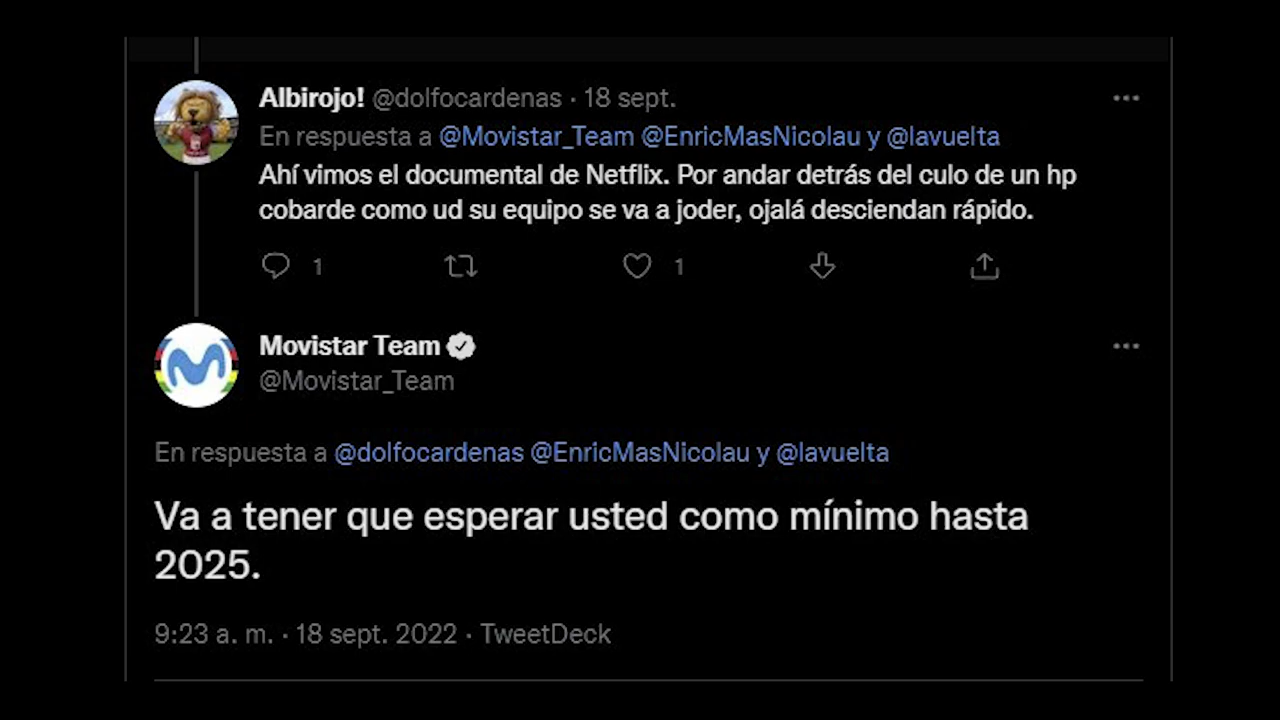 Albirojo! @dolfocardenas · 18 sept.
En respuesta a @Movistar_Team @EnricMasNicolau y @lavuelta
Ahí vimos el documental de Netflix. Por andar detrás del culo de un hp
cobarde como ud su equipo se va a joder, ojalá desciendan rápido.
1 1
Movistar Team
@Movistar_Team
En respuesta a @dolfocardenas @EnricMasNicolau y @lavuelta
Va a tener que esperar usted como mínimo hasta
2025.
9:23 a. m. · 18 sept. 2022 · TweetDeck